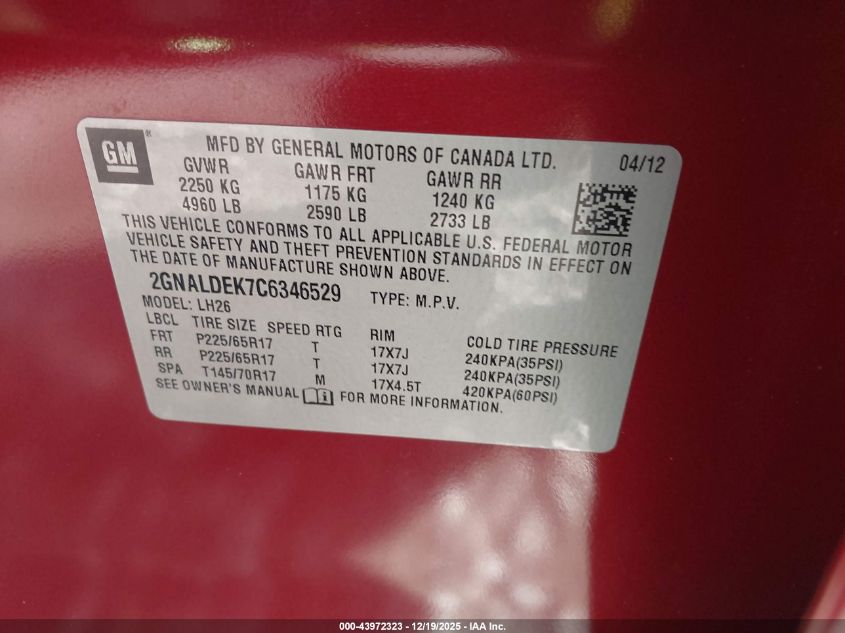 GM® MFD BY GENERAL MOTORS OF CANADA LTD. 04/12
GVWR GAWR FRT GAWR RR
2250 KG 1175 KG 1240 KG
4960 LB 2590 LB 2733 LB
THIS VEHICLE CONFORMS TO ALL APPLICABLE U.S. FEDERAL MOTOR
VEHICLE SAFETY AND THEFT PREVENTION STANDARDS IN EFFECT ON
THE DATE OF MANUFACTURE SHOWN ABOVE.
2GNALDEK7C6346529 TYPE: M.P.V.
MODEL: LH26
LBCL TIRE SIZE SPEED RTG RIM COLD TIRE PRESSURE
FRT P225/65R17 T 17X7J 240KPA(35PSI)
RR P225/65R17 T 17X7J 240KPA(35PSI)
SPA T145/70R17 M 17X4.5T 420KPA(60PSI)
SEE OWNER'S MANUAL FOR MORE INFORMATION.
000-43972323 - 12/19/2025 - IAA Inc.